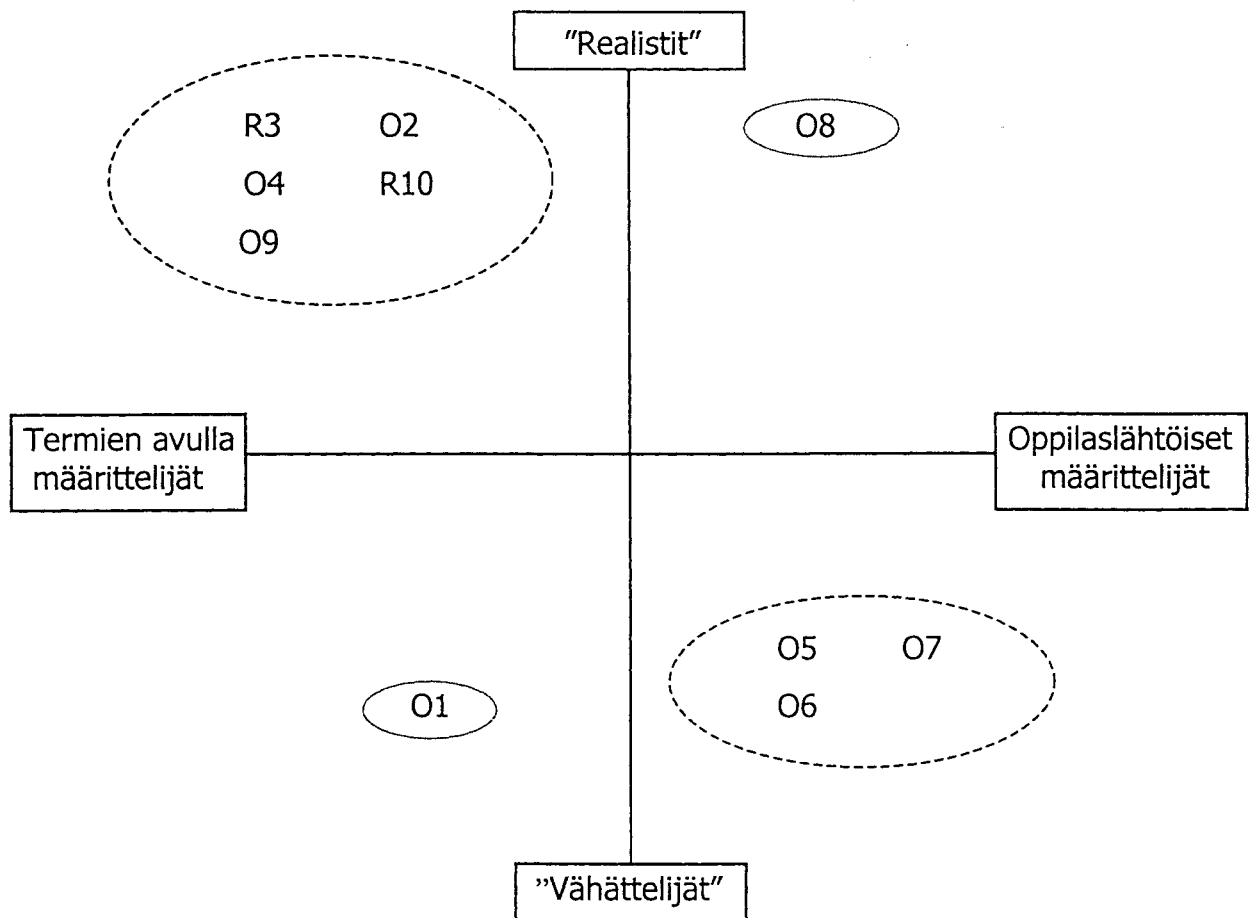 "Realistit"
R3 O2
O8
O4 R10
O9
Termien avulla
määrittelijät
Oppilaslähtöiset
määrittelijät
O5 O7
O6
O1
"Vähättelijät"